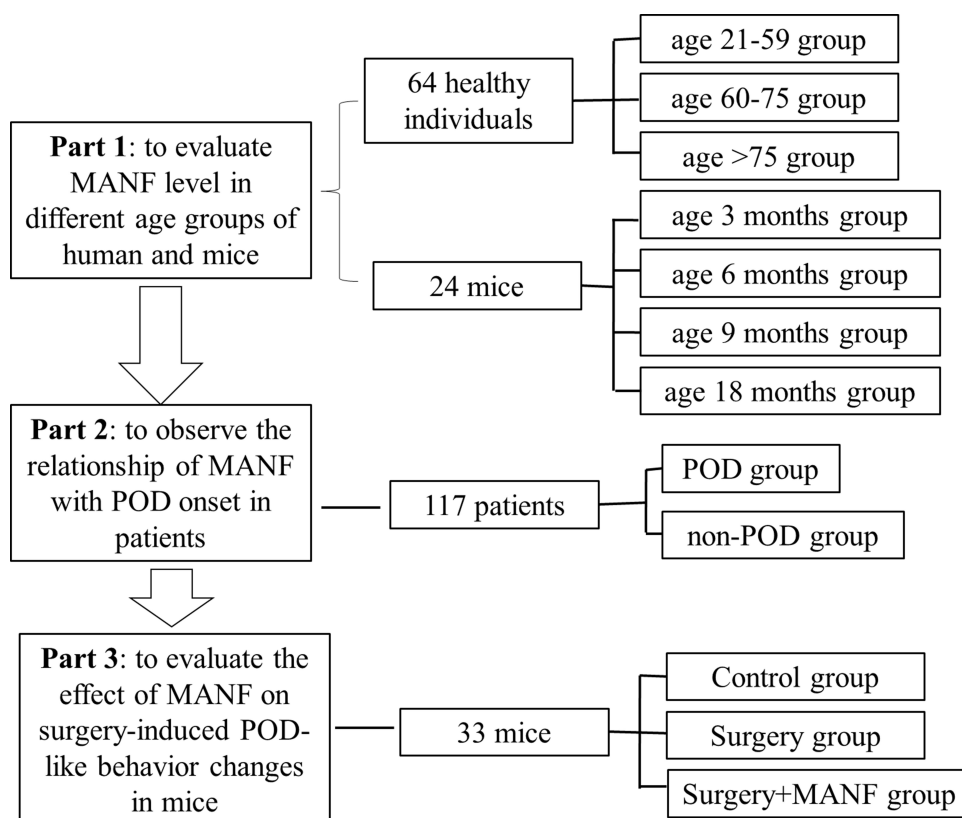 Part 1: to evaluate
MANF level in
different age groups of
human and mice
64 healthy
individuals
age 21-59 group
age 60-75 group
age >75 group
24 mice
age 3 months group
age 6 months group
age 9 months group
age 18 months group
Part 2: to observe the
relationship of MANF
with POD onset in
patients
117 patients
POD group
non-POD group
Part 3: to evaluate the
effect of MANF on
surgery-induced POD-
like behavior changes
in mice
33 mice
Control group
Surgery group
Surgery+MANF group